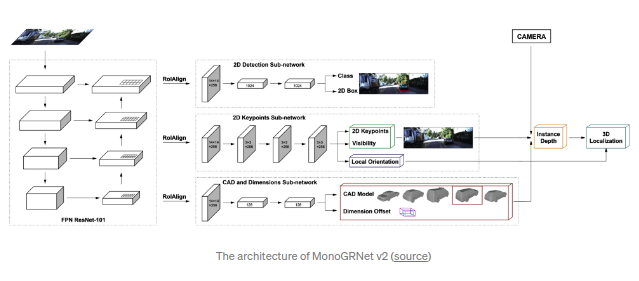 CAMERA
2D Detection Sub-network
RoIAlign
14×14
×256
1024
1024
Class
2D Box
2D Keypoints Sub-network
RoIAlign
14×14
×256
3×3
×256
3×3
×256
3×3
×256
2D Keypoints
Visibility
Local Orientation
Instance
Depth
3D
Localization
CAD and Dimensions Sub-network
RoIAlign
14×14
×256
CAD Model
Dimension Offset
FPN ResNet-101
The architecture of MonoGRNet v2 (source)